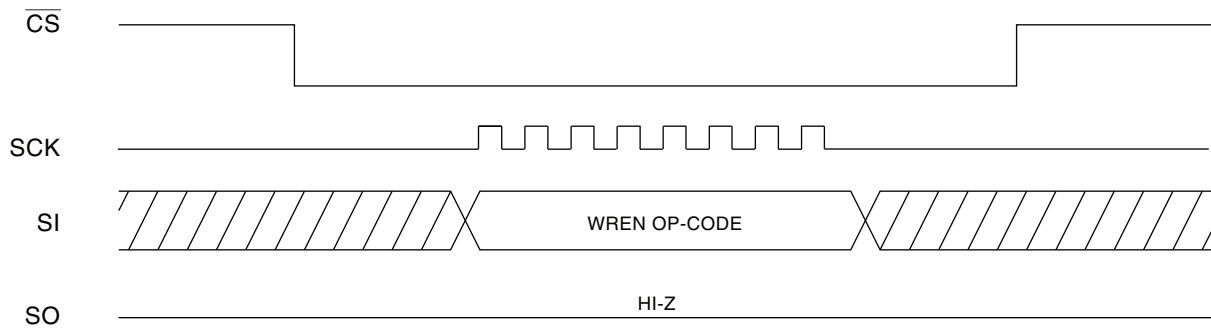 CS
SCK
SI
WREN OP-CODE
HI-Z
SO